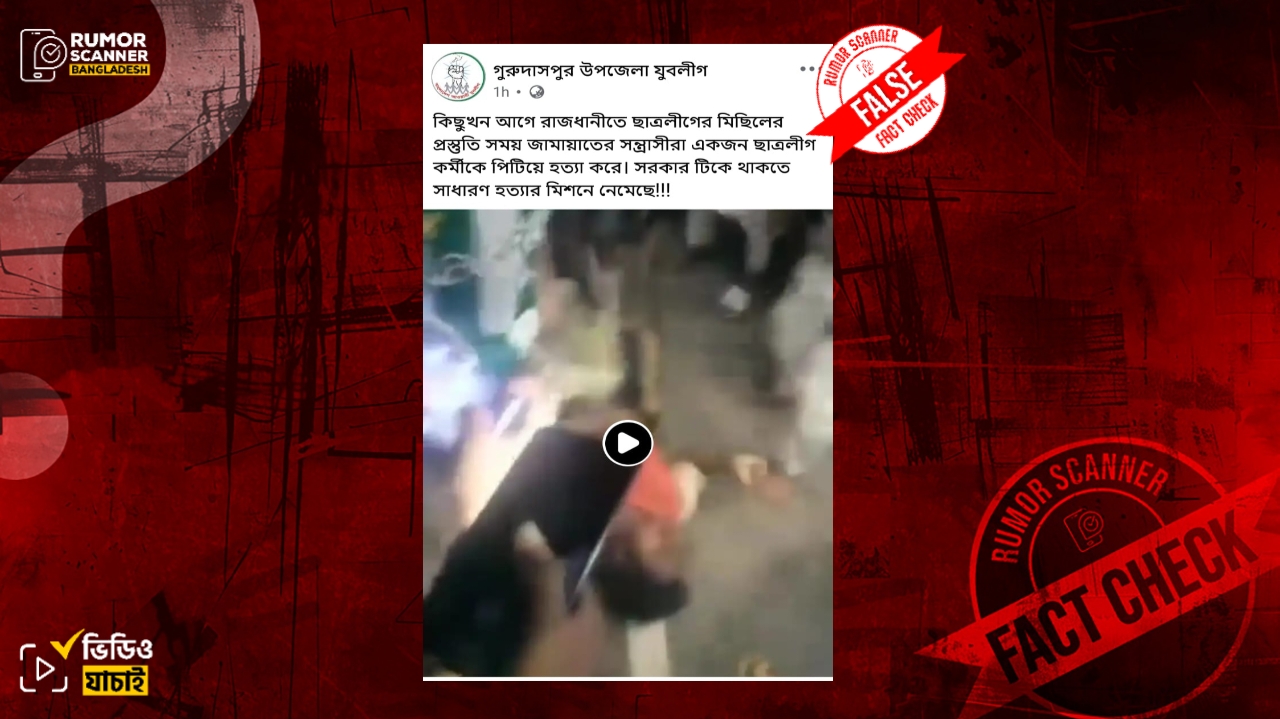 RUMOR
SCANNER
BANGLADESH
গুরুদাসপুর উপজেলা যুবলীগ
1h
কিছুখন আগে রাজধানীতে ছাত্রলীগের মিছিলের
প্রস্তুতি সময় জামায়াতের সন্ত্রাসীরা একজন ছাত্রলীগ
কর্মীকে পিটিয়ে হত্যা করে। সরকার টিকে থাকতে
সাধারণ হত্যার মিশনে নেমেছে!!!
RUMOR SCANNER
FALSE
FACT CHECK
RUMOR SCANNER
FACT CHECK
ভিডিও
যাচাই